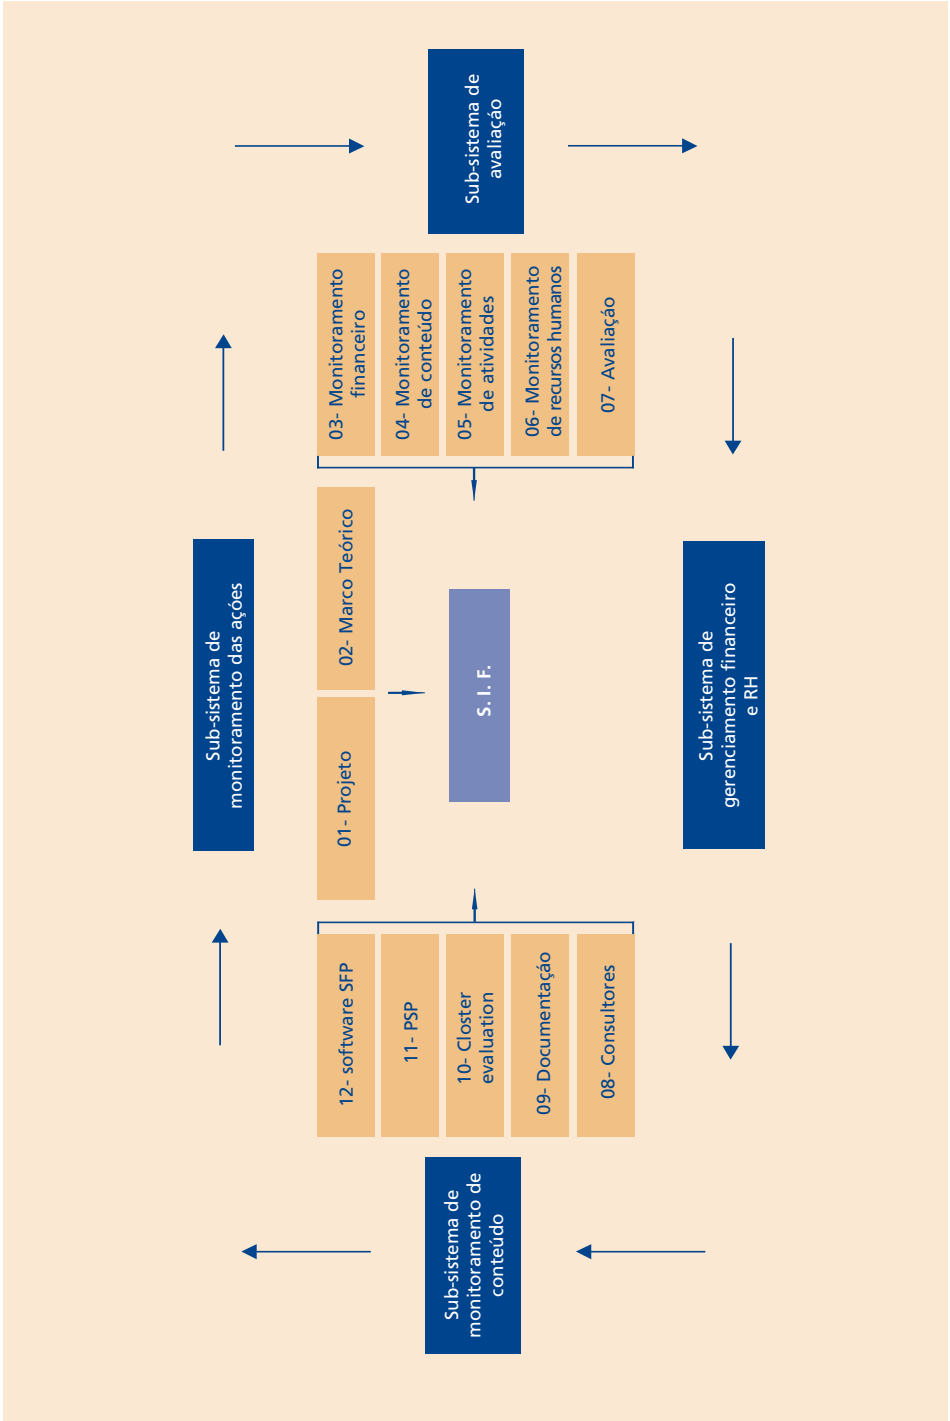 Sub-sistema de
monitoramento das ações
12- software SFP
11- PSP
10- Closter
evaluation
09- Documentação
08- Consultores
01- Projeto
02- Marco Teórico
03- Monitoramento
financeiro
04- Monitoramento
de conteúdo
05- Monitoramento
de atividades
06- Monitoramento
de recursos humanos
07- Avaliação
Sub-sistema de
monitoramento de
conteúdo
S. I. F.
Sub-sistema de
avaliação
Sub-sistema de
gerenciamento financeiro
e RH